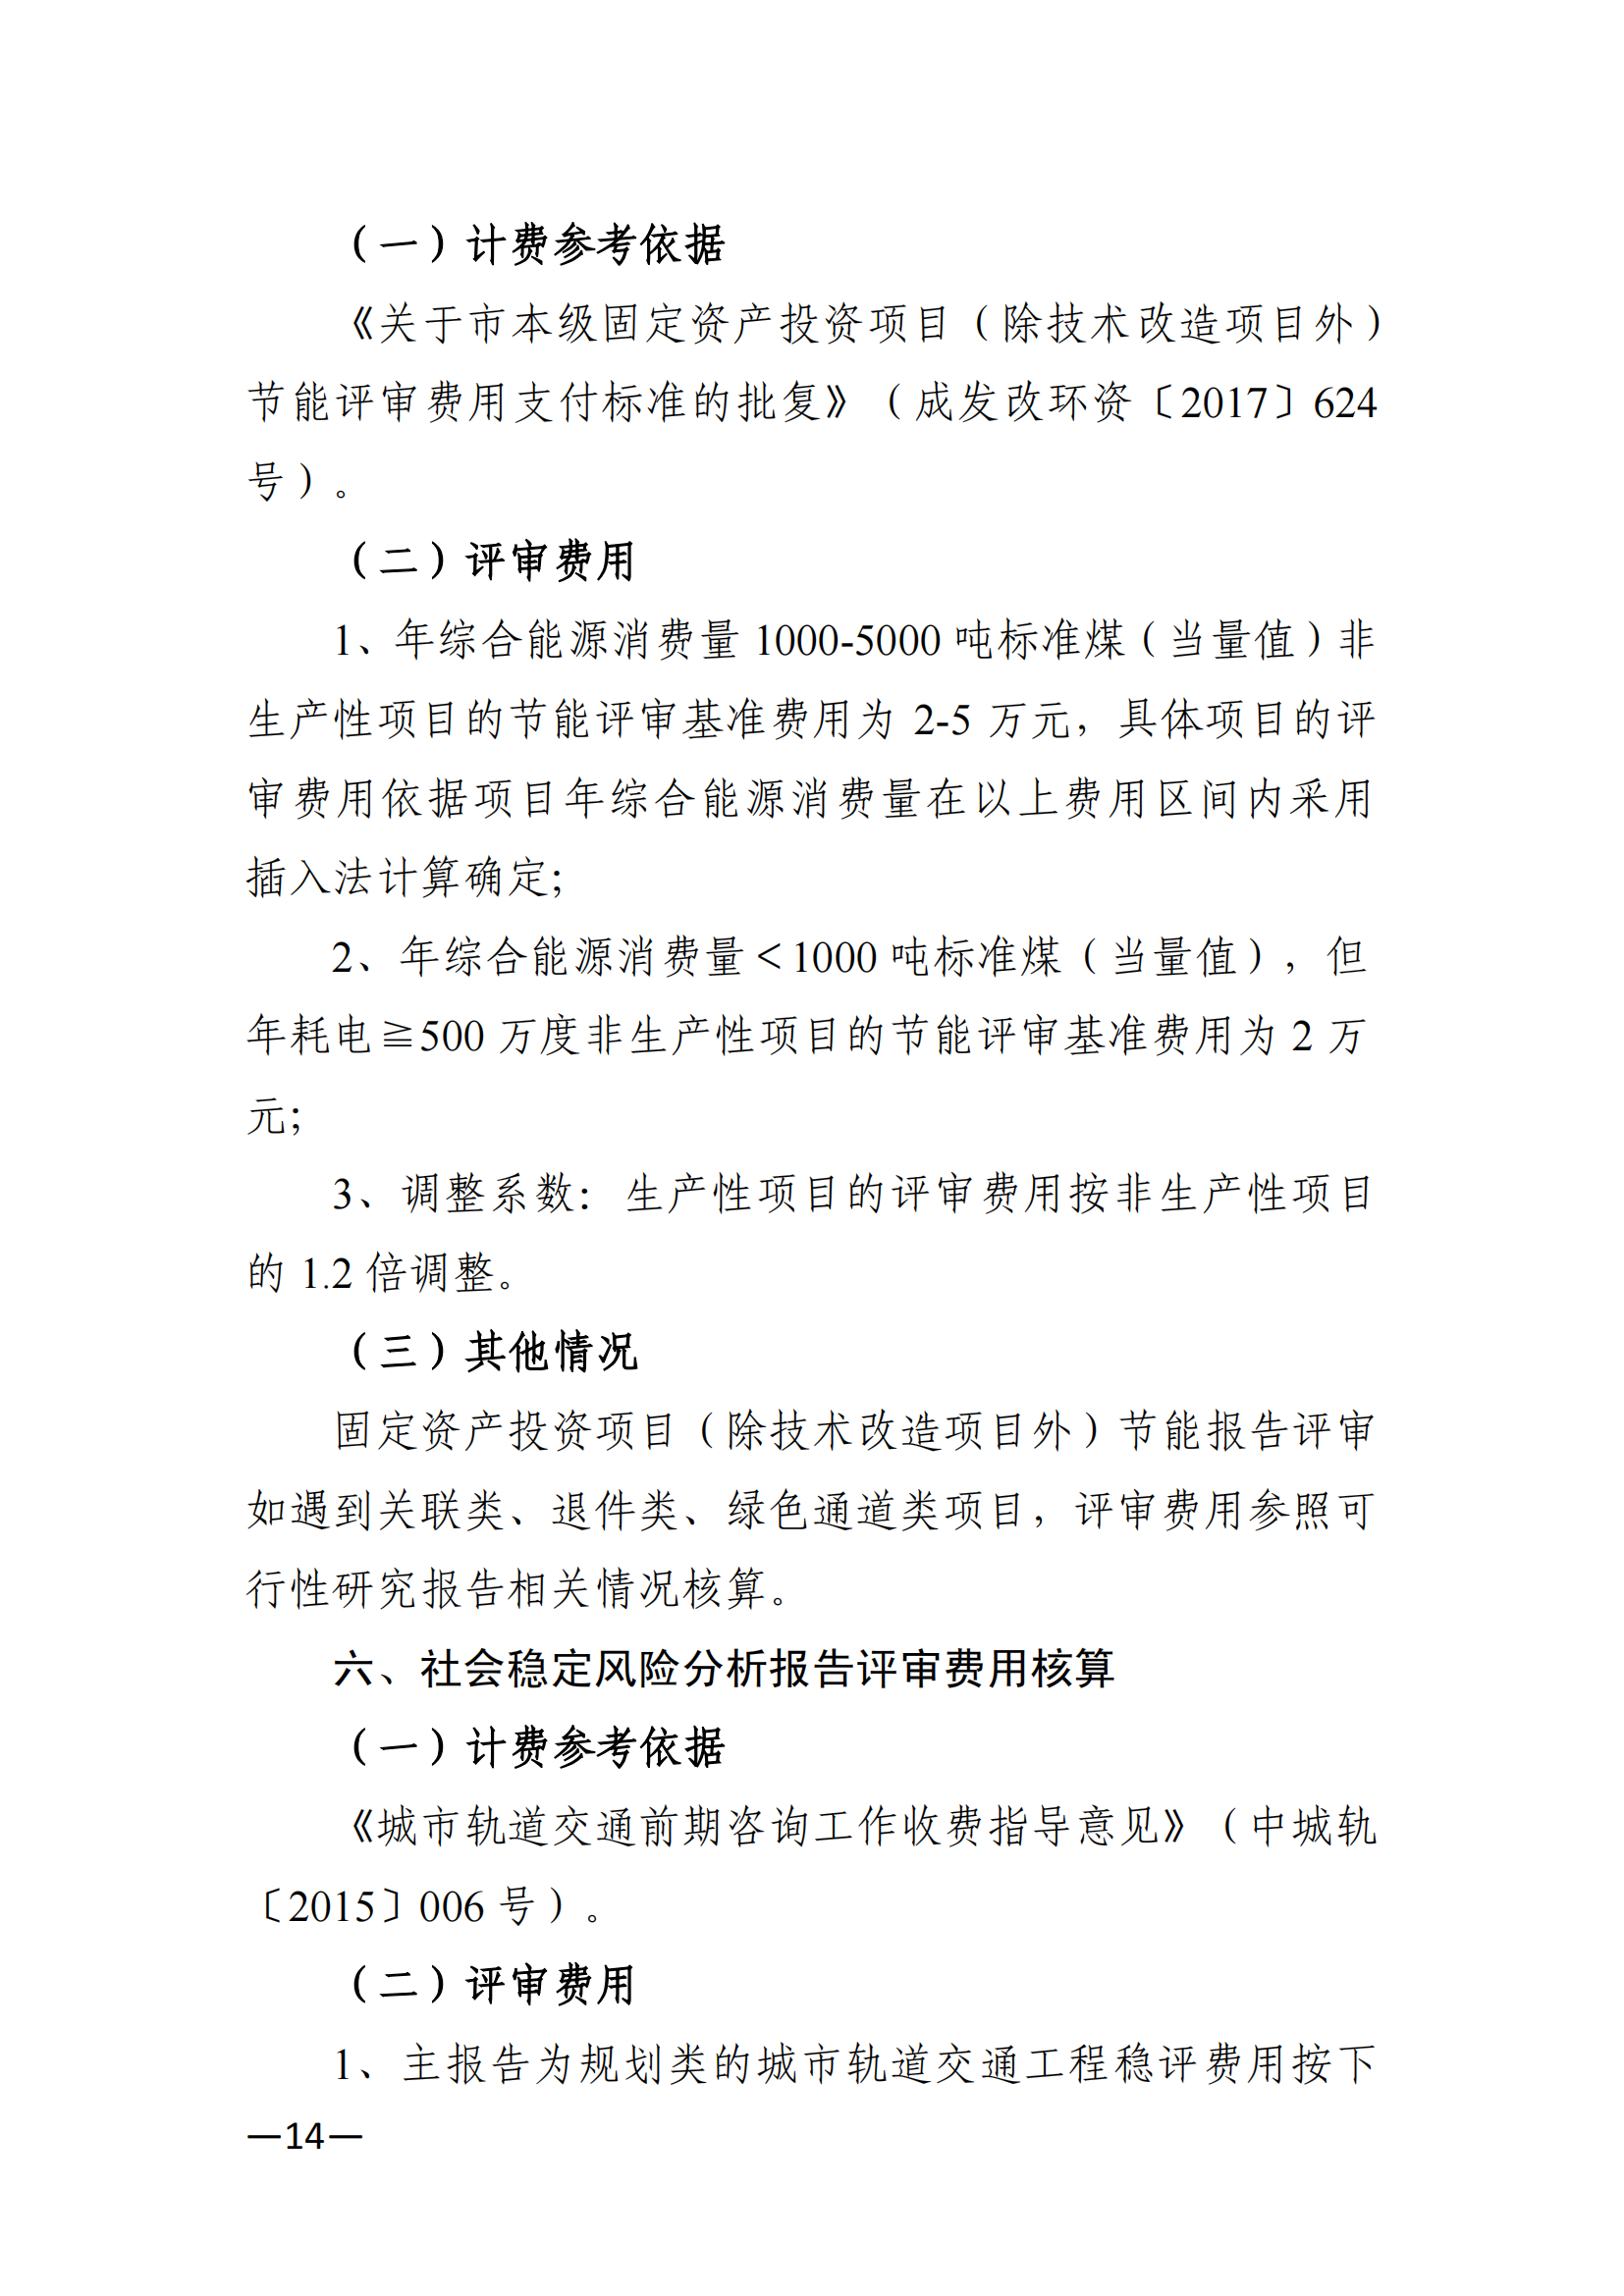 （一）计费参考依据
《关于市本级固定资产投资项目（除技术改造项目外）
节能评审费用支付标准的批复》（成发改环资〔2017〕624
号）。
（二）评审费用
1、年综合能源消费量 1000-5000 吨标准煤（当量值）非
生产性项目的节能评审基准费用为 2-5 万元，具体项目的评
审费用依据项目年综合能源消费量在以上费用区间内采用
插入法计算确定；
2、年综合能源消费量＜1000 吨标准煤（当量值），但
年耗电≧500 万度非生产性项目的节能评审基准费用为 2 万
元；
3、调整系数：生产性项目的评审费用按非生产性项目
的 1.2 倍调整。
（三）其他情况
固定资产投资项目（除技术改造项目外）节能报告评审
如遇到关联类、退件类、绿色通道类项目，评审费用参照可
行性研究报告相关情况核算。
六、社会稳定风险分析报告评审费用核算
（一）计费参考依据
《城市轨道交通前期咨询工作收费指导意见》（中城轨
〔2015〕006 号）。
（二）评审费用
1、主报告为规划类的城市轨道交通工程稳评费用按下
—14—